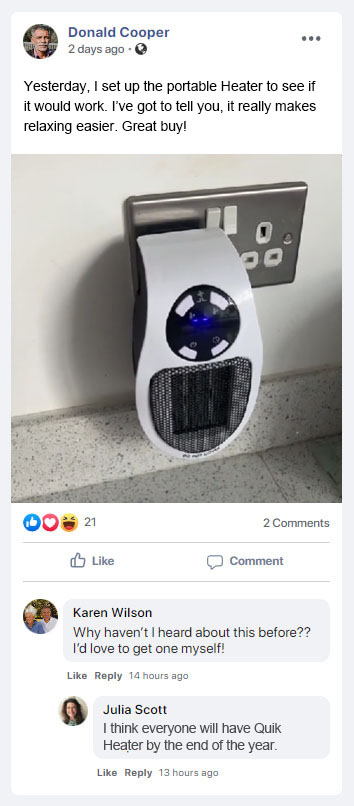 Donald Cooper
2 days ago ·
Yesterday, I set up the portable Heater to see if
it would work. I've got to tell you, it really makes
relaxing easier. Great buy!
21
2 Comments
Like
Comment
Karen Wilson
Why haven't I heard about this before??
I'd love to get one myself!
Like Reply 14 hours ago
Julia Scott
I think everyone will have Quik
Heater by the end of the year.
Like Reply 13 hours ago